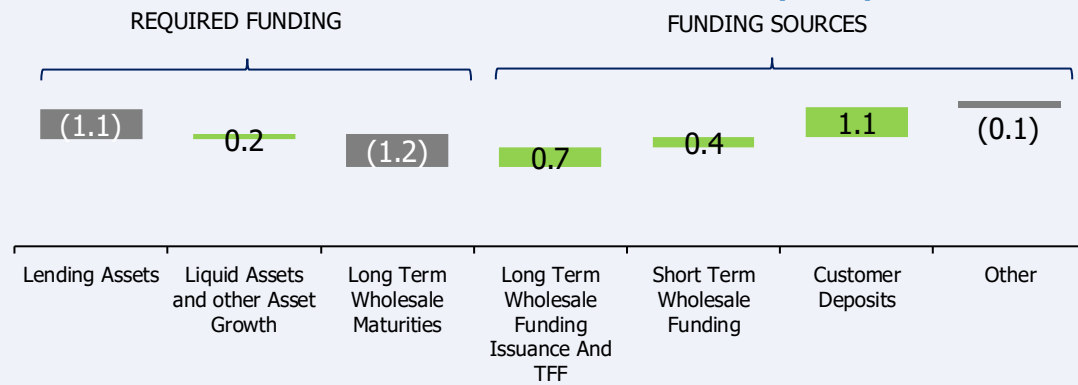 REQUIRED FUNDING
FUNDING SOURCES
(1.1)
0.2
(1.2)
0.7
0.4
1.1
(0.1)
Lending Assets
Liquid Assets
and other Asset
Growth
Long Term
Wholesale
Maturities
Long Term
Wholesale
Funding
Issuance And
TFF
Short Term
Wholesale
Funding
Customer
Deposits
Other